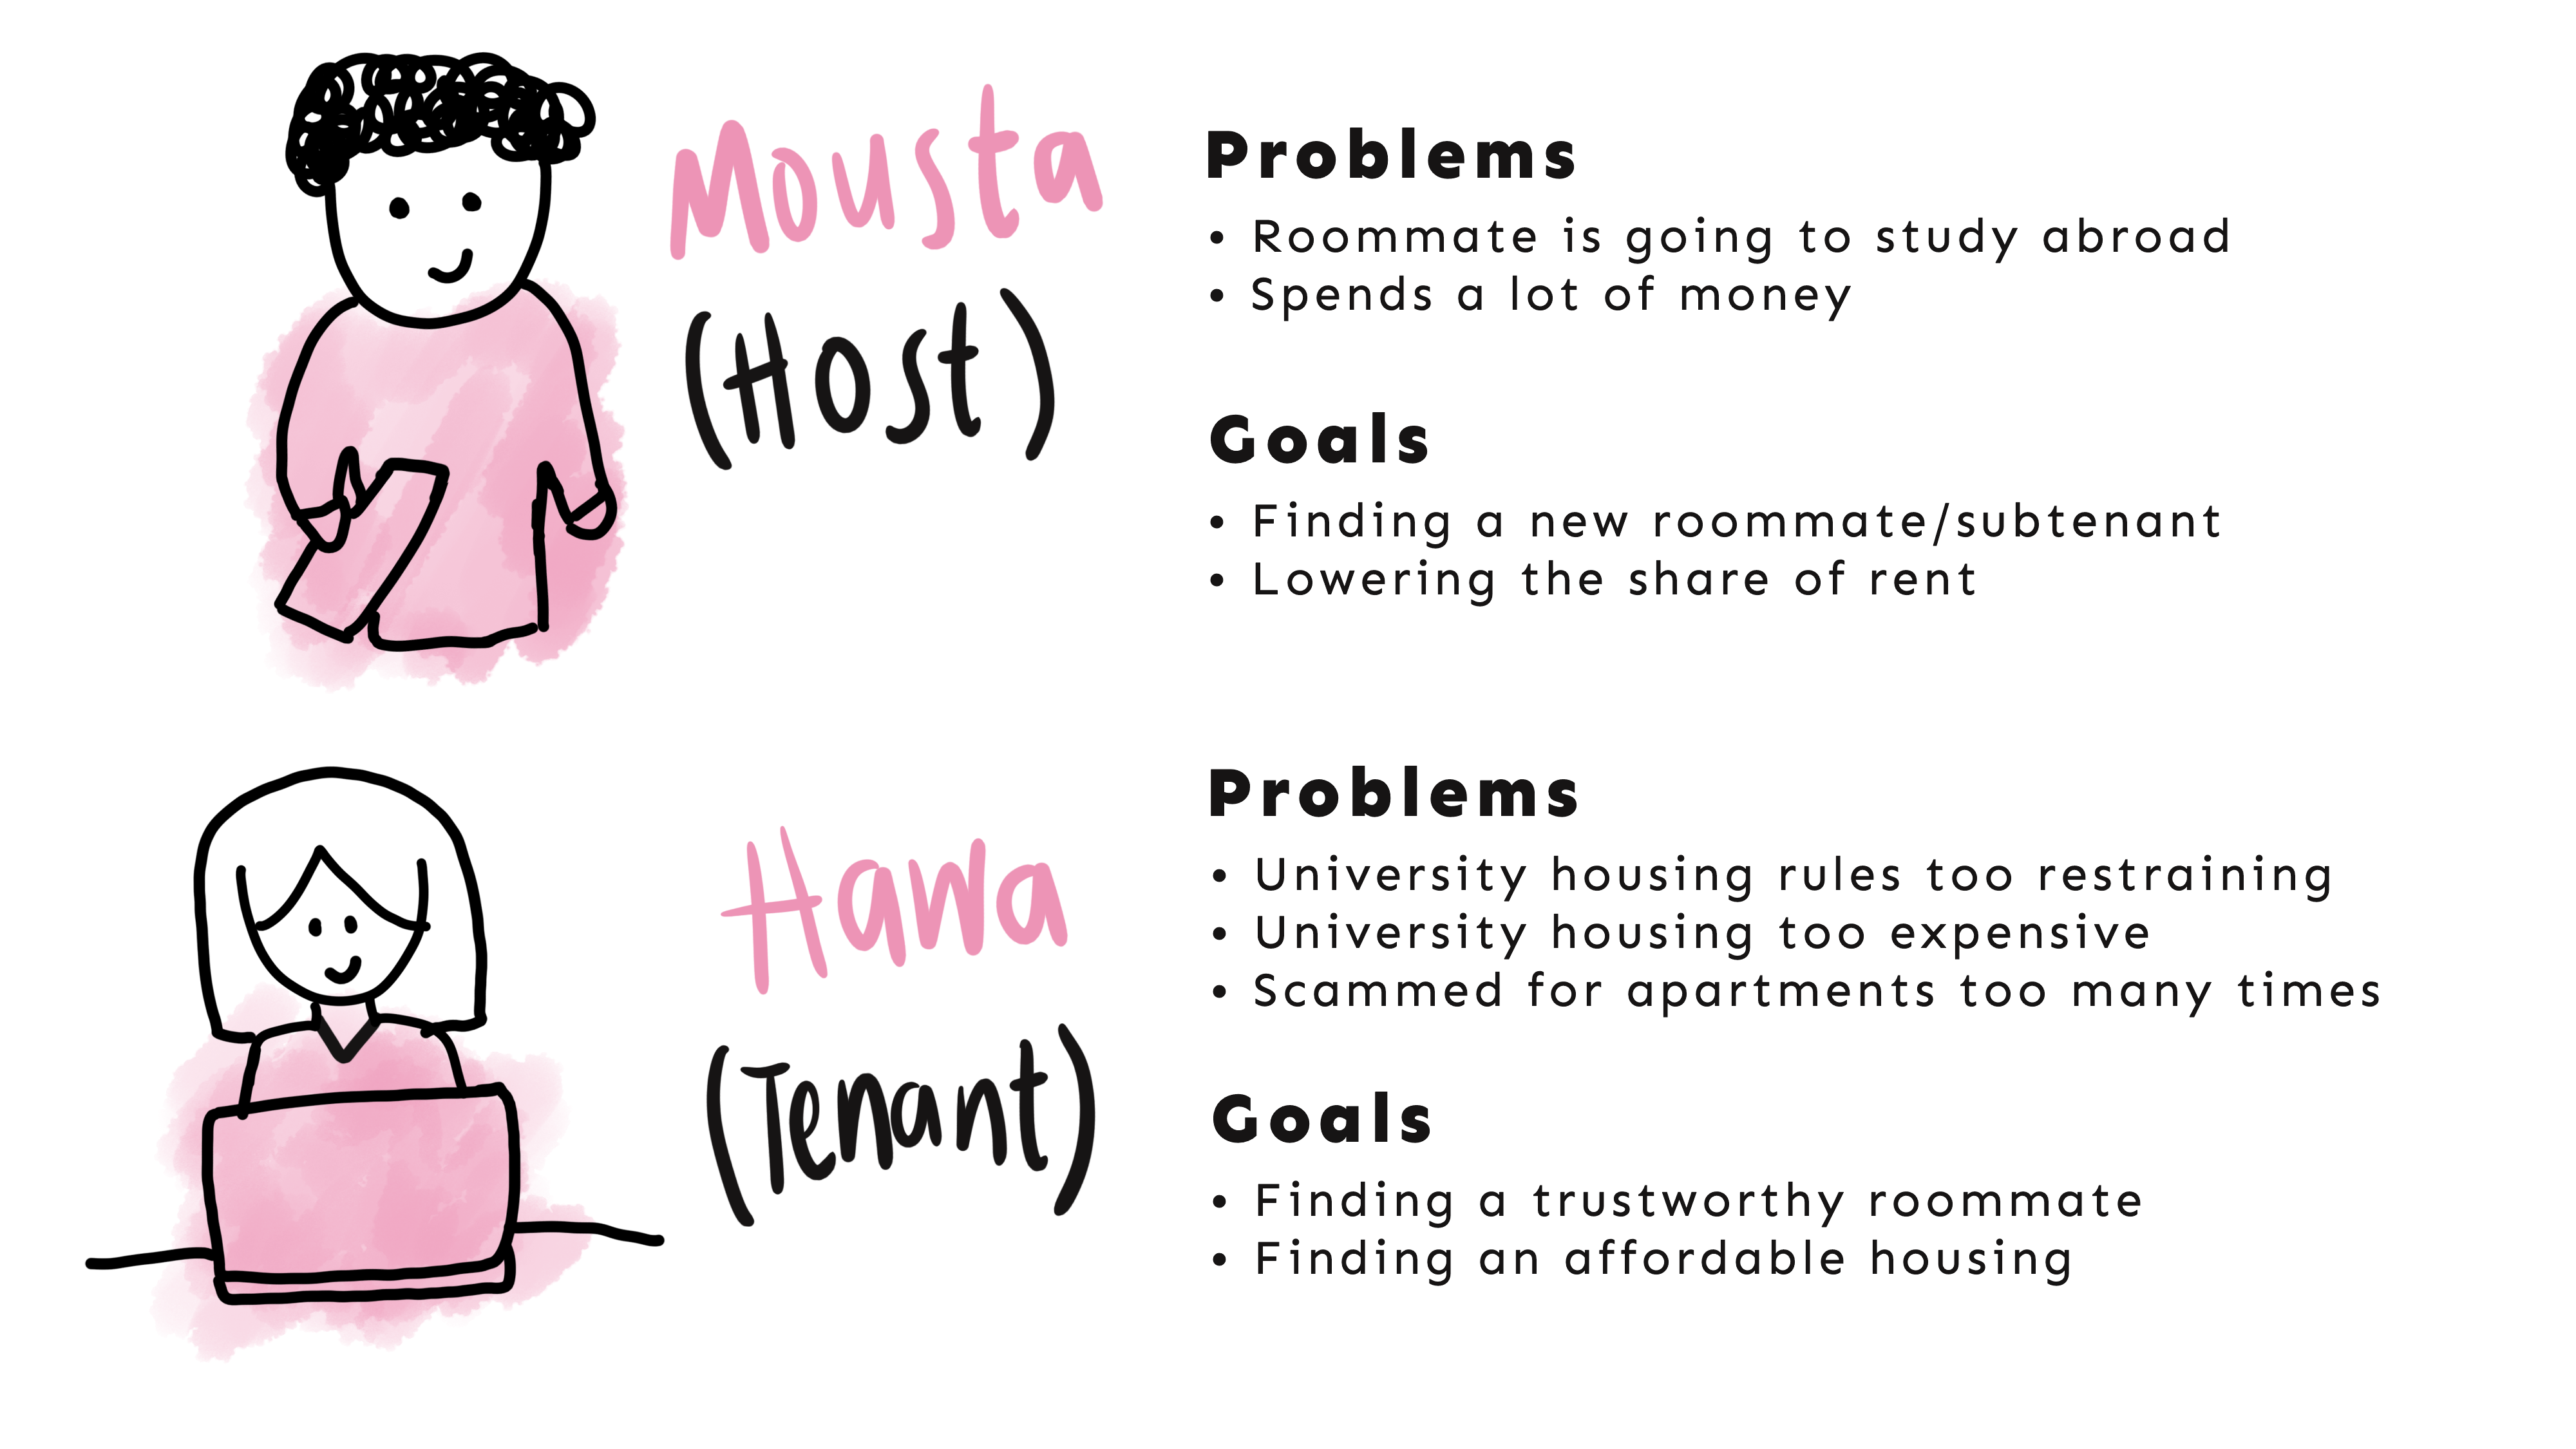 Mousta
(Host)
Problems
• Roommate is going to study abroad
• Spends a lot of money
Goals
• Finding a new roommate/subtenant
• Lowering the share of rent
Hawa
(Tenant)
Problems
• University housing rules too restraining
• University housing too expensive
• Scammed for apartments too many times
Goals
• Finding a trustworthy roommate
• Finding an affordable housing